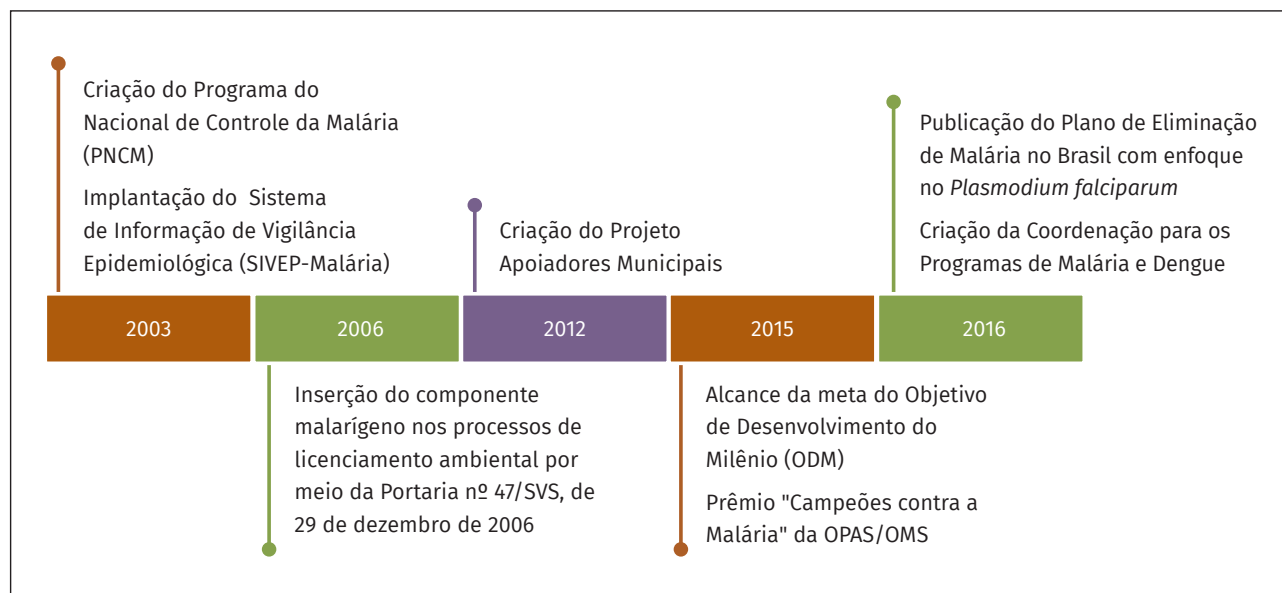 Criação do Programa do
Nacional de Controle da Malária
(PNCM)
Implantação do Sistema
de Informação de Vigilância
Epidemiológica (SIVEP-Malária)
Criação do Projeto
Apoiadores Municipais
Publicação do Plano de Eliminação
de Malária no Brasil com enfoque
no Plasmodium falciparum
Criação da Coordenação para os
Programas de Malária e Dengue
2003
2006
2012
2015
2016
Inserção do componente
malarígeno nos processos de
licenciamento ambiental por
meio da Portaria nº 47/SVS, de
29 de dezembro de 2006
Alcance da meta do Objetivo
de Desenvolvimento do
Milênio (ODM)
Prêmio "Campeões contra a
Malária" da OPAS/OMS